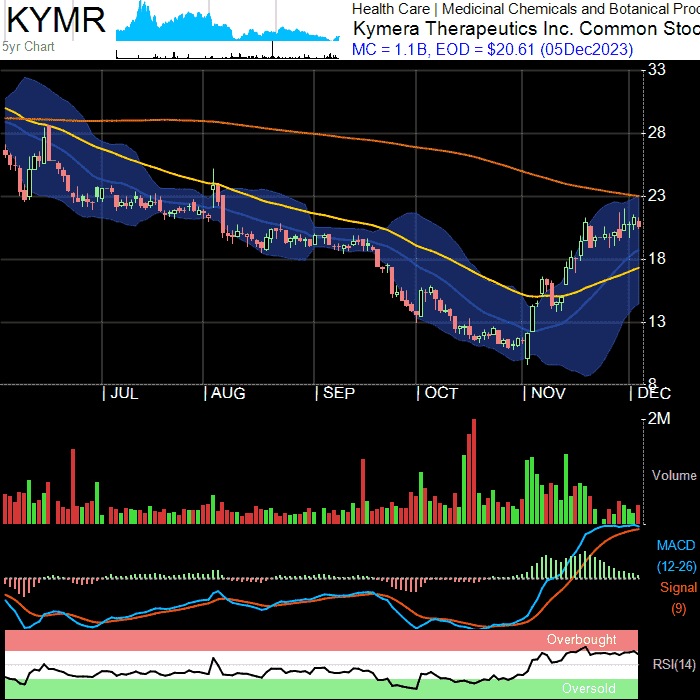 KYMR
5yr Chart
Health Care | Medicinal Chemicals and Botanical Proc
Kymera Therapeutics Inc. Common Stoc
MC = 1.1B, EOD = $20.61 (05Dec2023)
33
28
23
18
13
8
| JUL | AUG | SEP | OCT | NOV | DEC
2M
Volume
MACD
(12-26)
Signal
(9)
Overbought
RSI(14)
Oversold